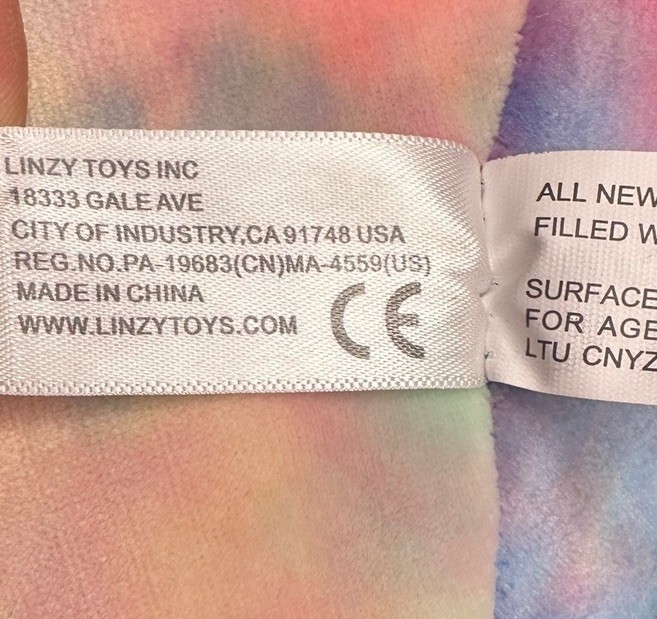 LINZY TOYS INC
18333 GALE AVE
CITY OF INDUSTRY,CA 91748 USA
REG.NO.PA-19683(CN)MA-4559(US)
MADE IN CHINA
WWW.LINZYTOYS.COM
CE
ALL NEW
FILLED
SURFACE
FOR AGE
LTU CNYZ